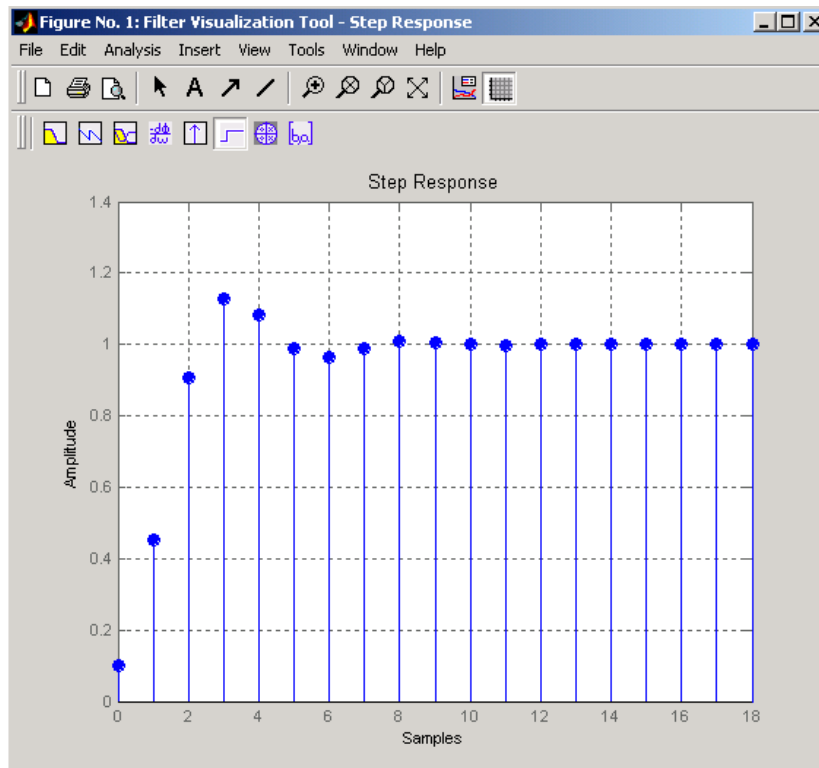 Figure No. 1: Filter Visualization Tool - Step Response
File Edit Analysis Insert View Tools Window Help
A
-dϕ
dω
[b,a]
Step Response
1.4
1.2
1
0.8
0.6
0.4
0.2
0
Amplitude
0 2 4 6 8 10 12 14 16 18
Samples